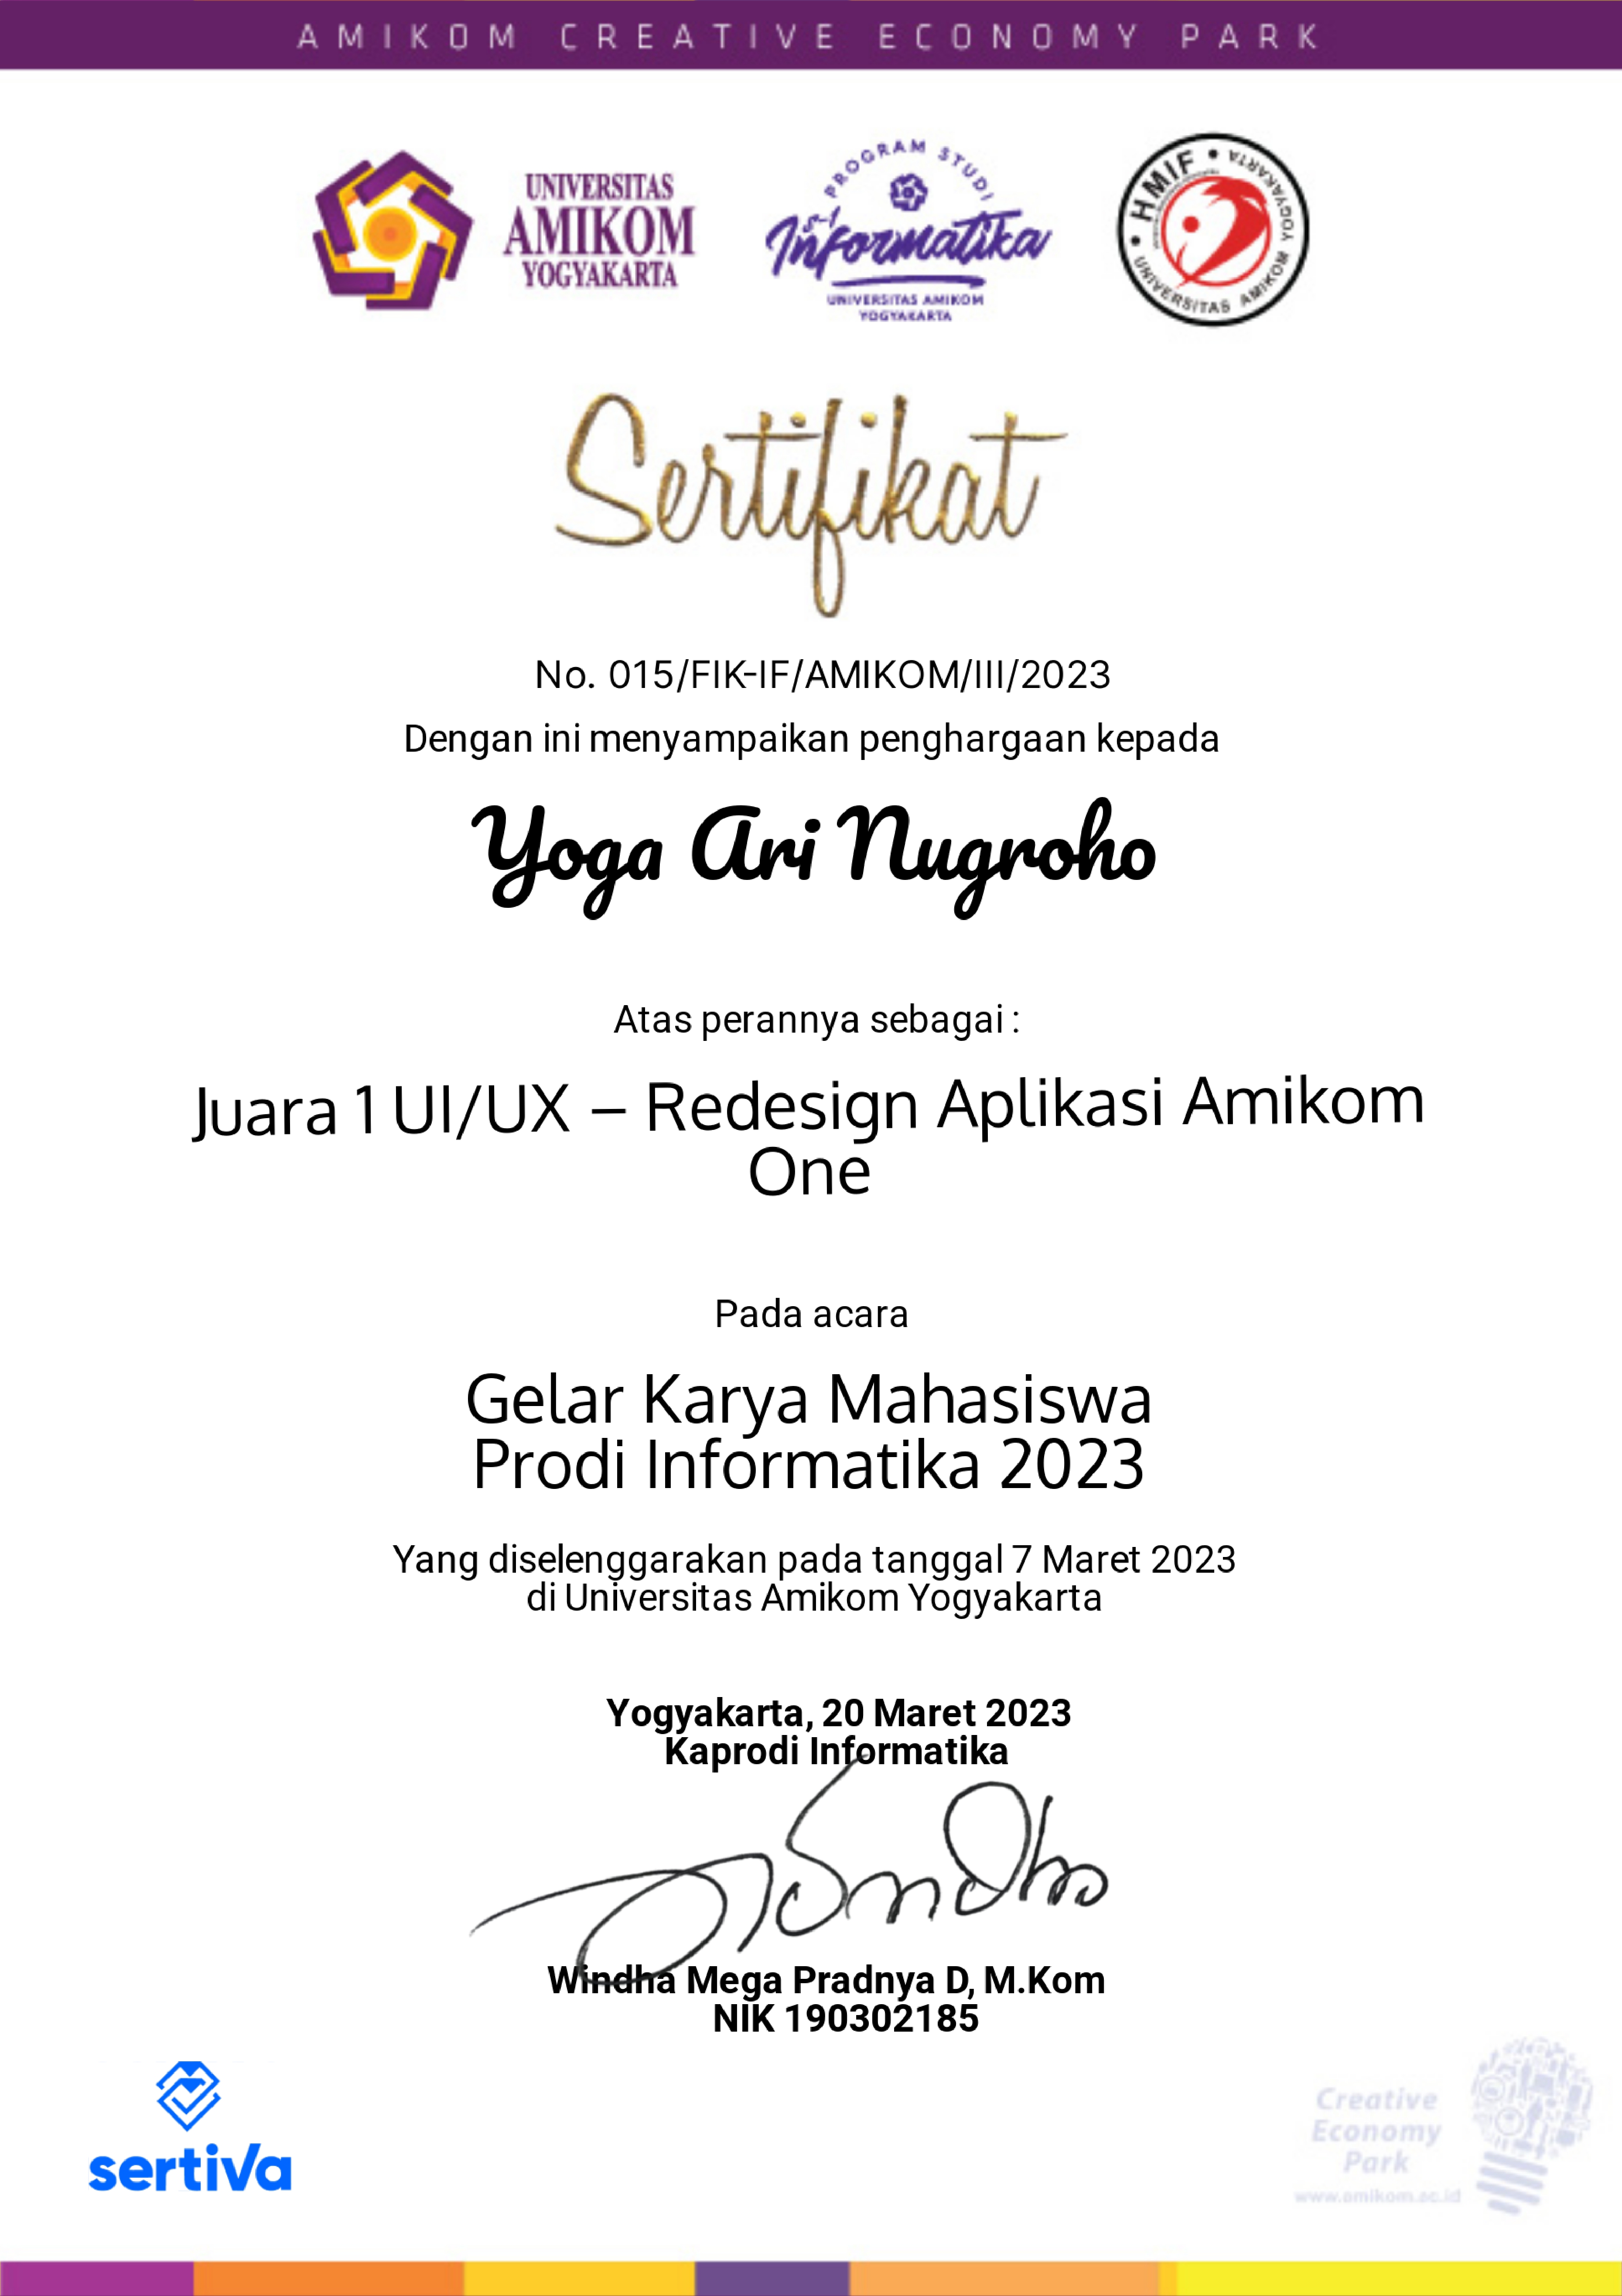 AMIKOM CREATIVE ECONOMY PARK
UNIVERSITAS
AMIKOM
YOGYAKARTA
PROGRAM STUDI
S-1
Informatika
UNIVERSITAS AMIKOM
YOGYAKARTA
HMIF • UNIVERSITAS AMIKOM YOGYAKARTA •
Sertifikat
No. 015/FIK-IF/AMIKOM/III/2023
Dengan ini menyampaikan penghargaan kepada
Yoga Ari Nugroho
Atas perannya sebagai :
Juara 1 UI/UX – Redesign Aplikasi Amikom
One
Pada acara
Gelar Karya Mahasiswa
Prodi Informatika 2023
Yang diselenggarakan pada tanggal 7 Maret 2023
di Universitas Amikom Yogyakarta
Yogyakarta, 20 Maret 2023
Kaprodi Informatika
Windha Mega Pradnya D, M.Kom
NIK 190302185
sertiva
Creative
Economy
Park
www.amikom.ac.id